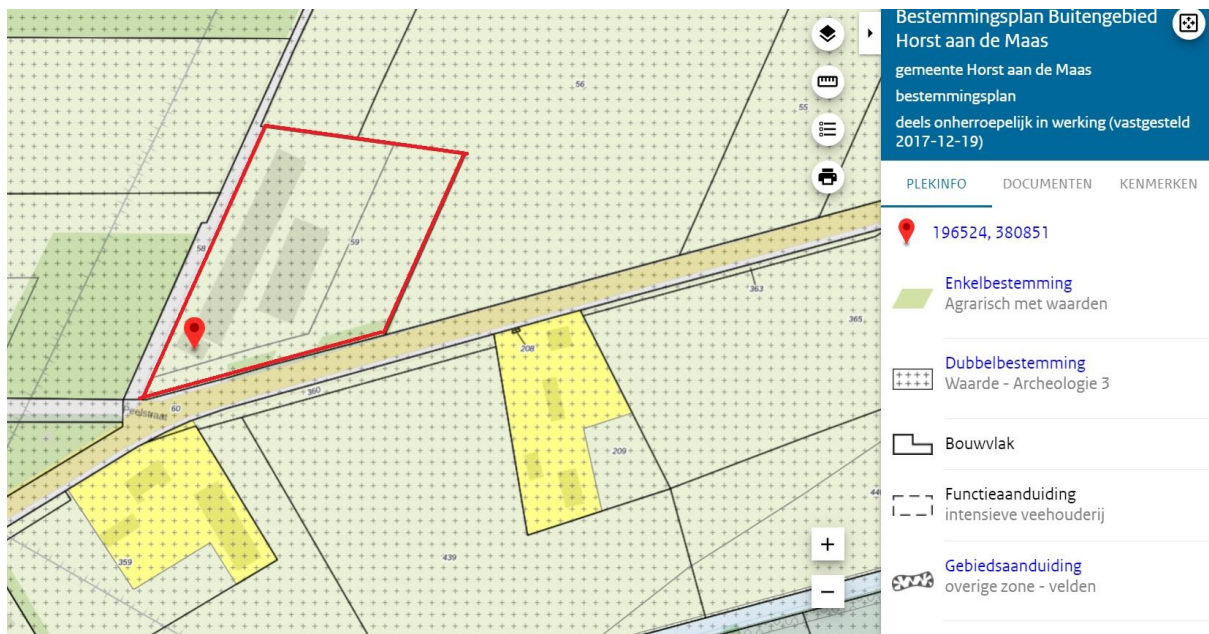 Bestemmingsplan Buitengebied
Horst aan de Maas
gemeente Horst aan de Maas
bestemmingsplan
deels onherroepelijk in werking (vastgesteld
2017-12-19)
PLEKINFO DOCUMENTEN KENMERKEN
196524, 380851
Enkelbestemming
Agrarisch met waarden
Dubbelbestemming
Waarde - Archeologie 3
Bouwvlak
Functieaanduiding
intensieve veehouderij
Gebiedsaanduiding
overige zone - velden
56
55
59
58
363
365
208
360
60
Peelstraat
209
359
439
+
−